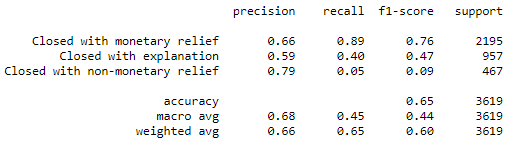 precision recall f1-score support
Closed with monetary relief 0.66 0.89 0.76 2195
Closed with explanation 0.59 0.40 0.47 957
Closed with non-monetary relief 0.79 0.05 0.09 467
accuracy 0.65 3619
macro avg 0.68 0.45 0.44 3619
weighted avg 0.66 0.65 0.60 3619